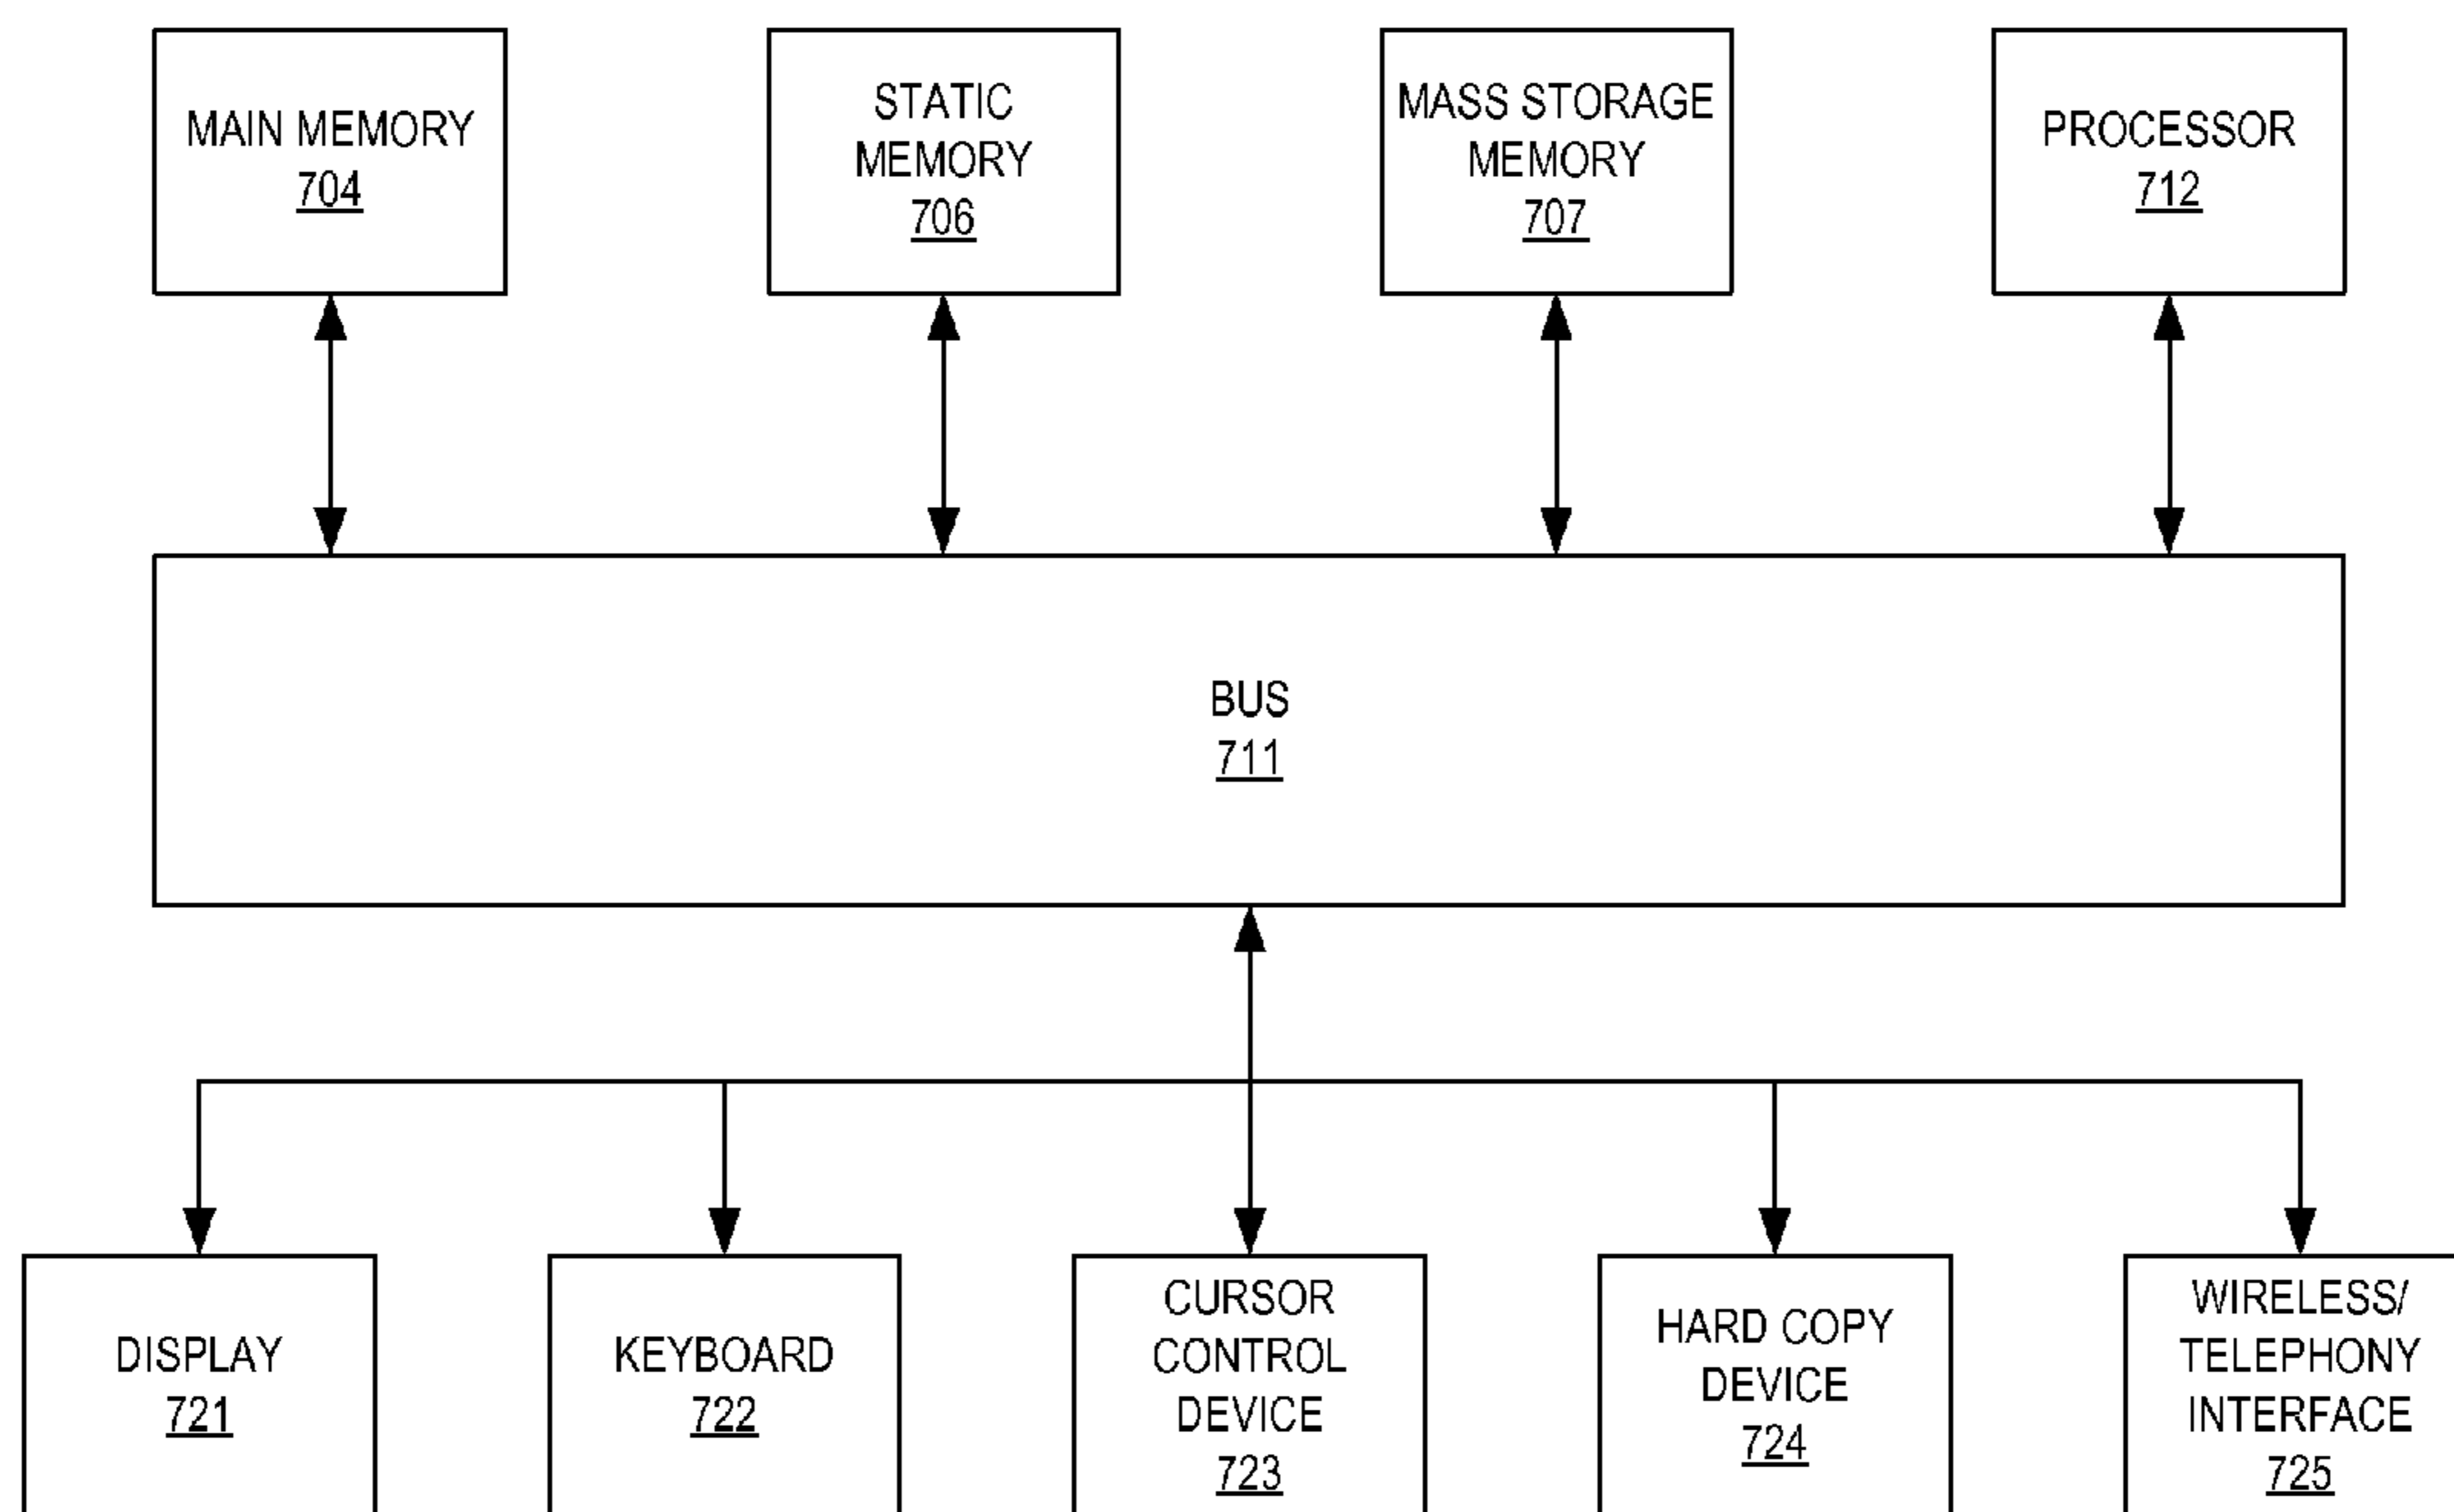 MAIN MEMORY
704
STATIC
MEMORY
706
MASS STORAGE
MEMORY
707
PROCESSOR
712
BUS
711
DISPLAY
721
KEYBOARD
722
CURSOR
CONTROL
DEVICE
723
HARD COPY
DEVICE
724
WIRELESS/
TELEPHONY
INTERFACE
725